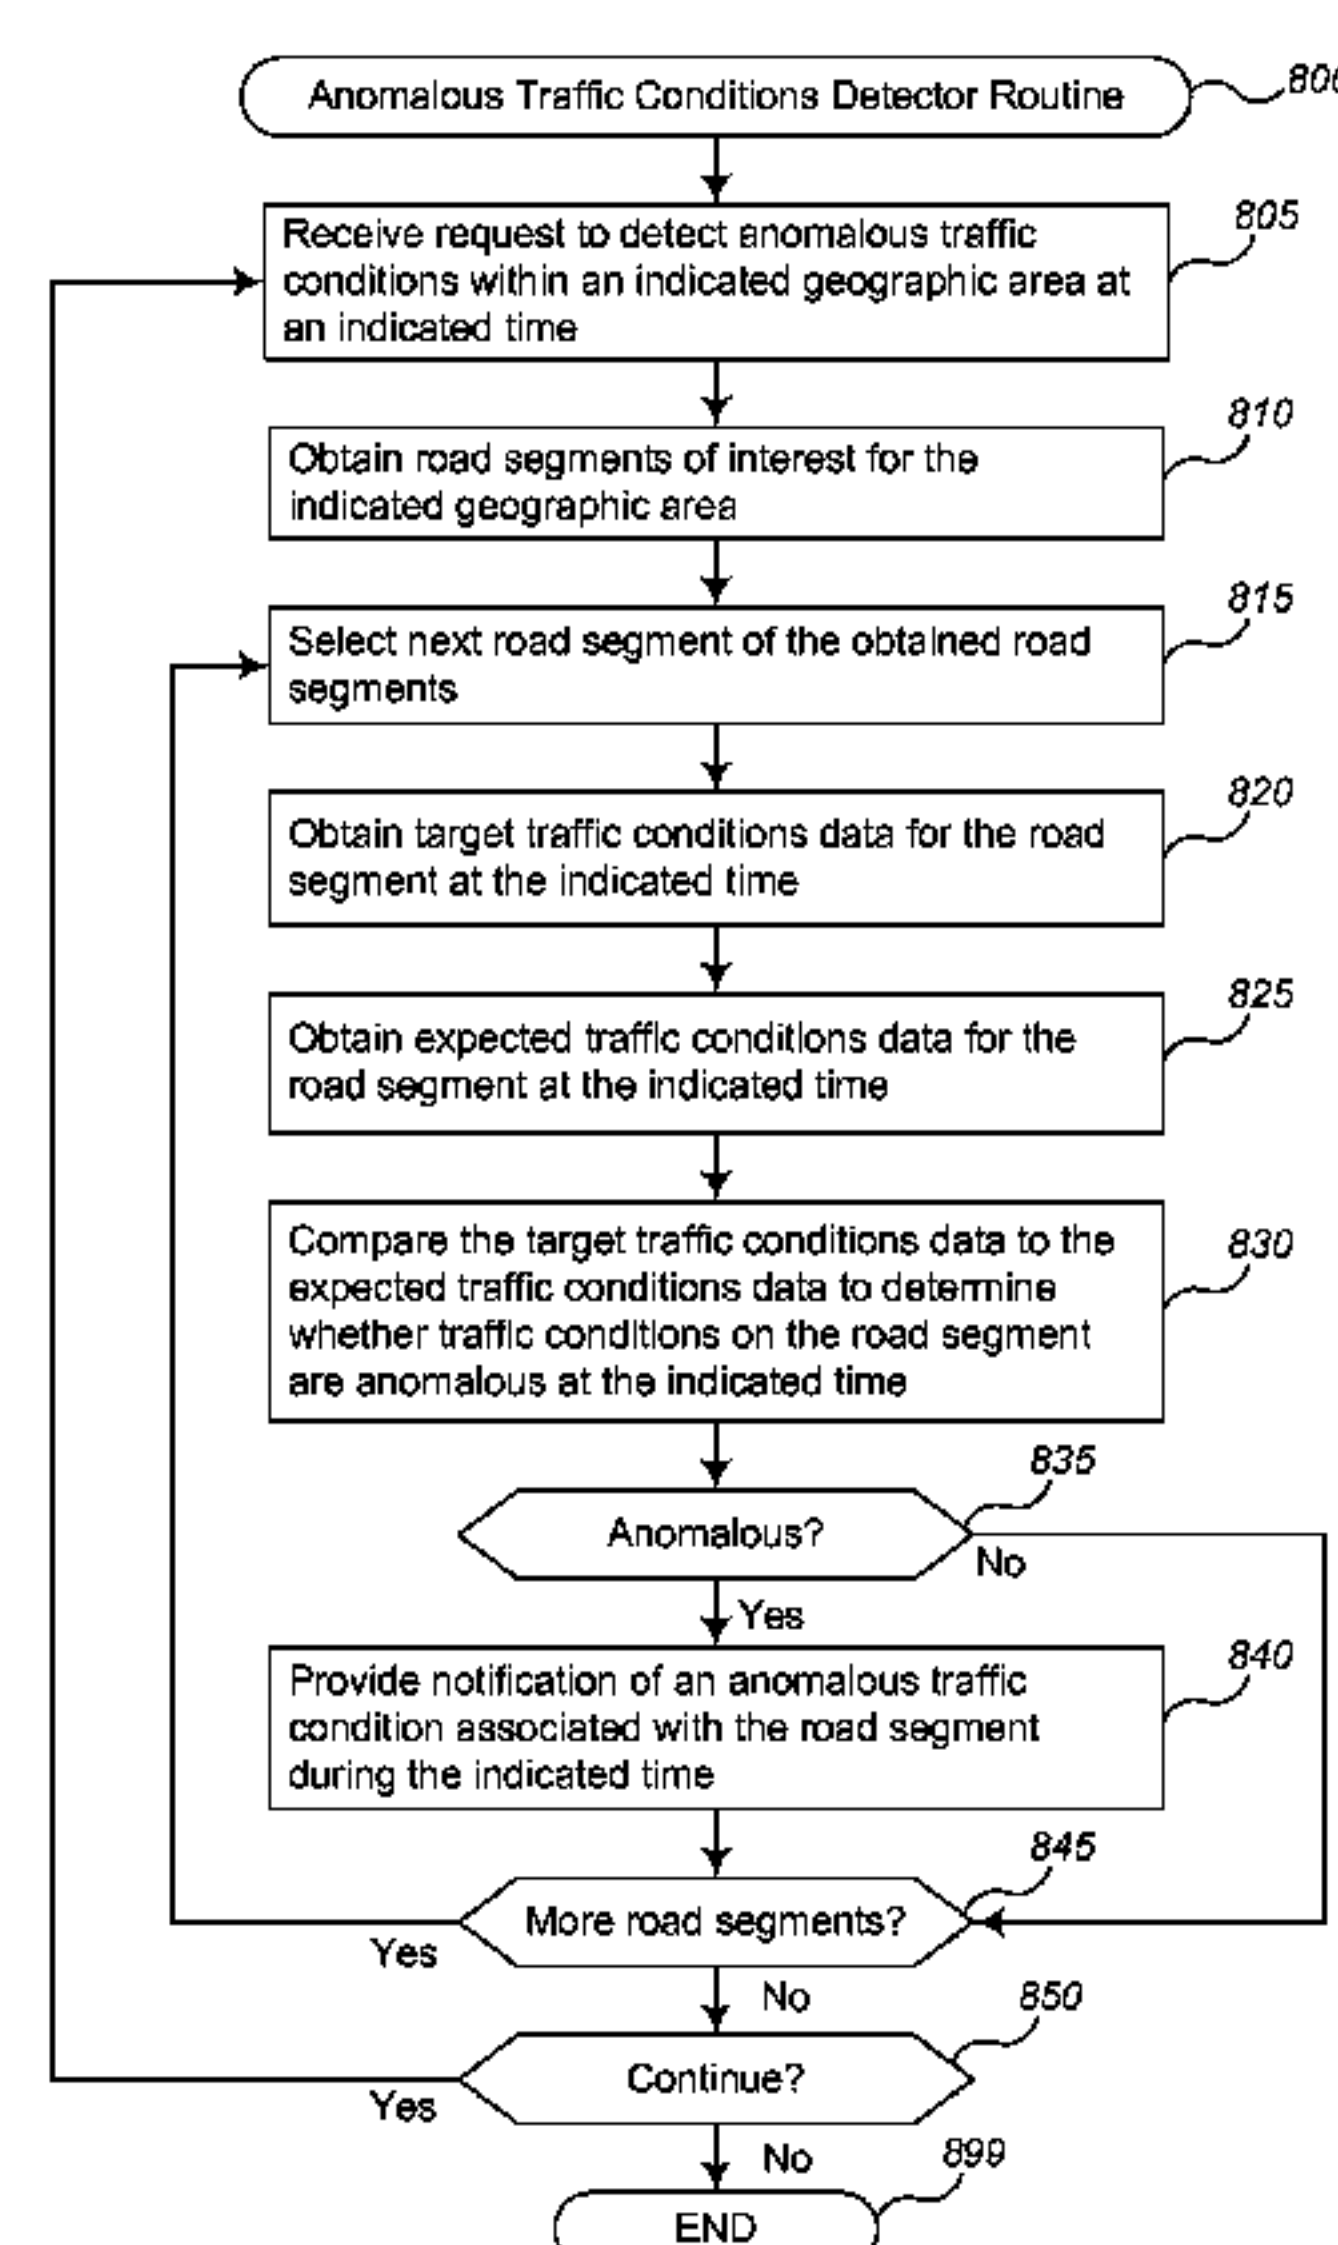 Anomalous Traffic Conditions Detector Routine
805
Receive request to detect anomalous traffic
conditions within an indicated geographic area at
an indicated time
810
Obtain road segments of interest for the
indicated geographic area
815
Select next road segment of the obtained road
segments
820
Obtain target traffic conditions data for the road
segment at the indicated time
825
Obtain expected traffic conditions data for the
road segment at the indicated time
830
Compare the target traffic conditions data to the
expected traffic conditions data to determine
whether traffic conditions on the road segment
are anomalous at the indicated time
835
Anomalous?
No
Yes
840
Provide notification of an anomalous traffic
condition associated with the road segment
during the indicated time
845
More road segments?
Yes
No
850
Continue?
Yes
No
899
END